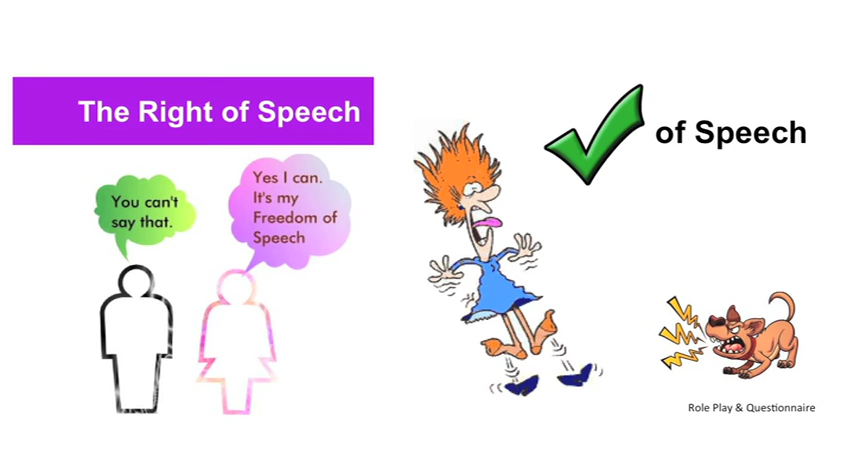 The Right of Speech
You can't
say that.
Yes I can.
It's my
Freedom of
Speech
of Speech
Role Play & Questionnaire